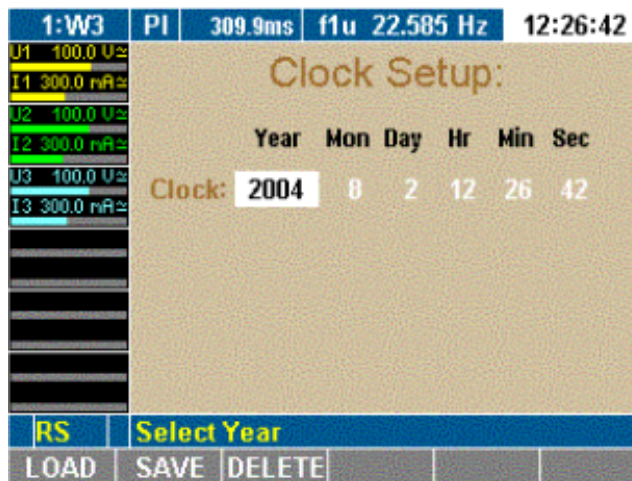 1:W3 PI 309.9ms f1u 22.585 Hz 12:26:42
U1 100.0 V≃
I1 300.0 mA≃
U2 100.0 V≃
I2 300.0 mA≃
U3 100.0 V≃
I3 300.0 mA≃
Clock Setup:
Year Mon Day Hr Min Sec
Clock: 2004 8 2 12 26 42
RS Select Year
LOAD SAVE DELETE